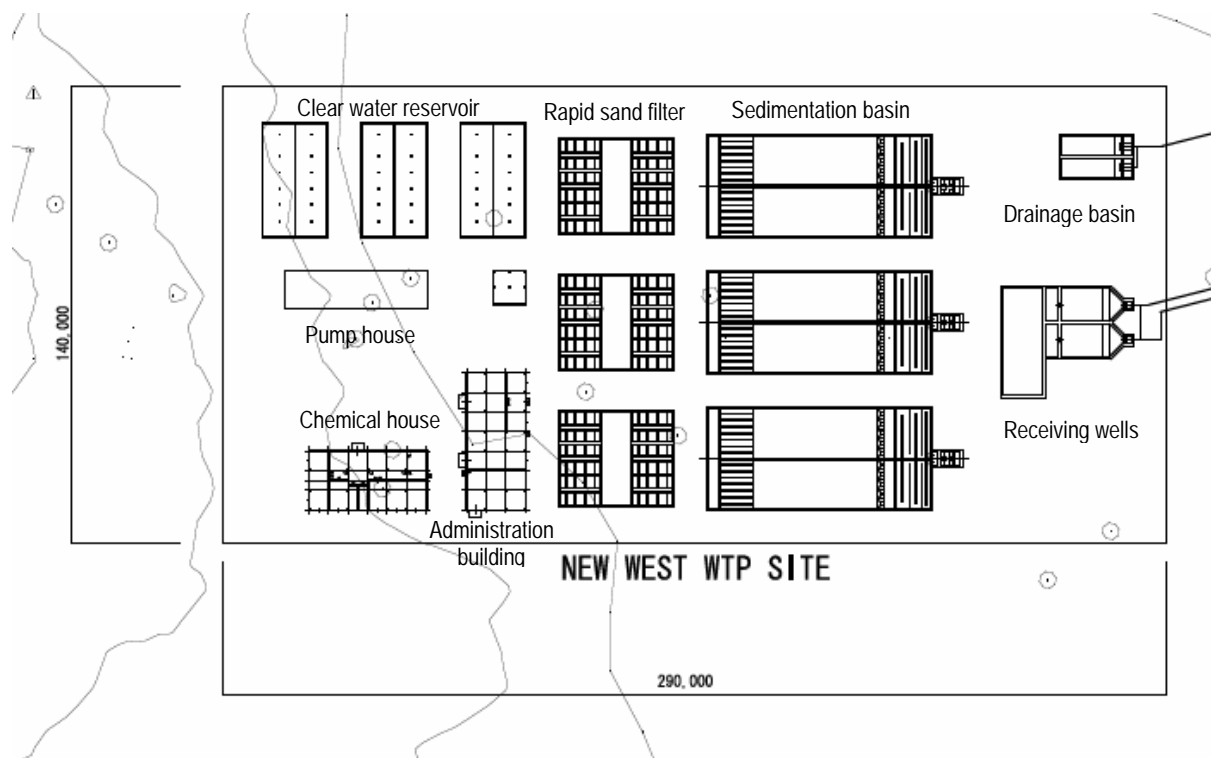 Clear water reservoir
Rapid sand filter
Sedimentation basin
Drainage basin
140,000
Pump house
Chemical house
Receiving wells
Administration
building
NEW WEST WTP SITE
290,000